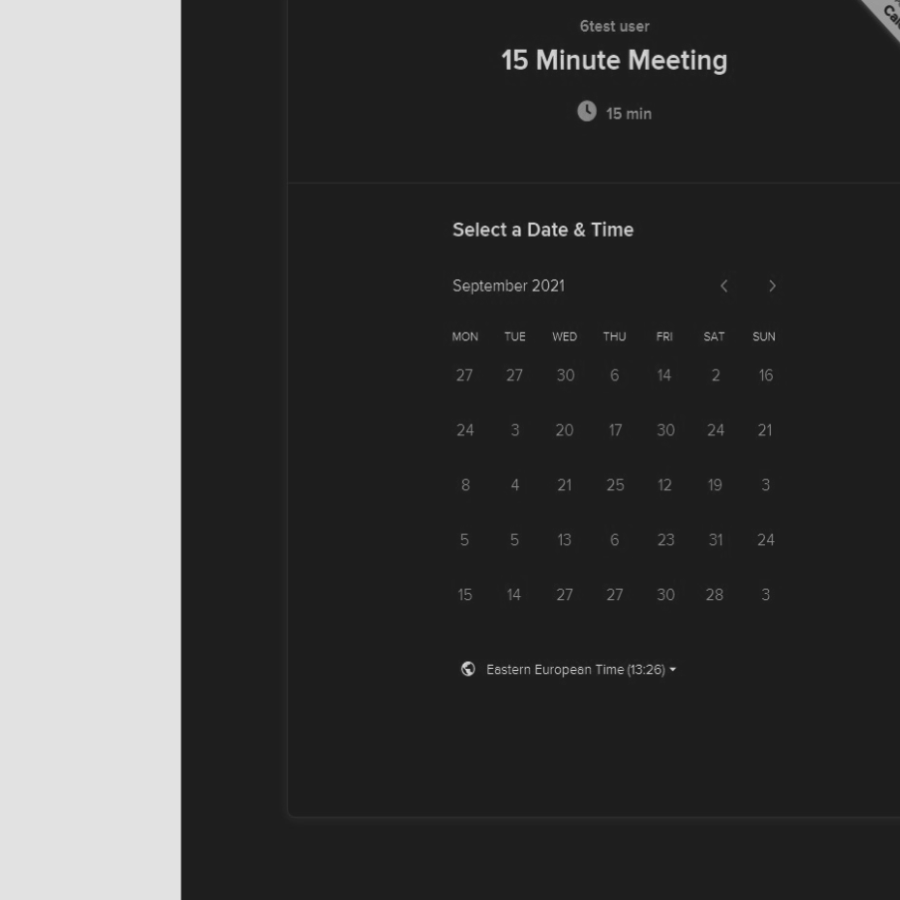 6test user
15 Minute Meeting
15 min
Select a Date & Time
September 2021
MON TUE WED THU FRI SAT SUN
27 27 30 6 14 2 16
24 3 20 17 30 24 21
8 4 21 25 12 19 3
5 5 13 6 23 31 24
15 14 27 27 30 28 3
Eastern European Time (13:26)